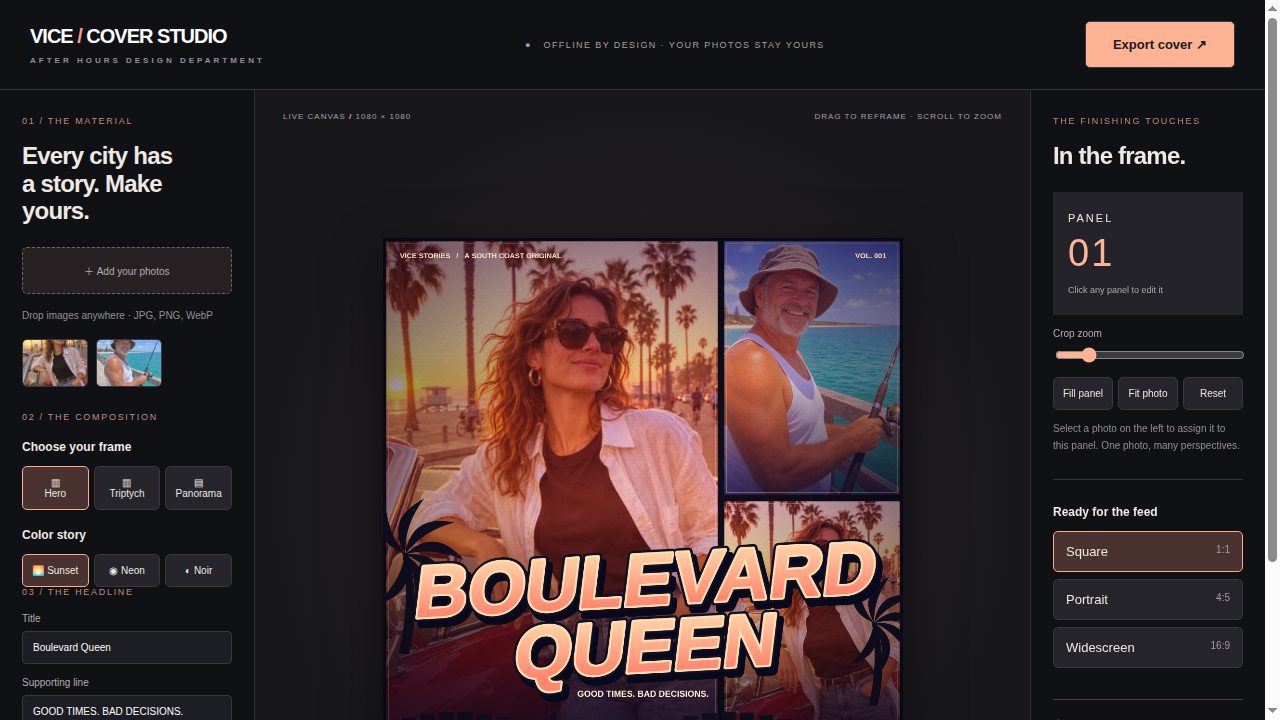 VICE / COVER STUDIO
AFTER HOURS DESIGN DEPARTMENT
OFFLINE BY DESIGN · YOUR PHOTOS STAY YOURS
Export cover ↗
01 / THE MATERIAL
Every city has
a story. Make
yours.
+ Add your photos
Drop images anywhere · JPG, PNG, WebP
02 / THE COMPOSITION
Choose your frame
Hero
Triptych
Panorama
Color story
Sunset
Neon
Noir
03 / THE HEADLINE
Title
Boulevard Queen
Supporting line
GOOD TIMES. BAD DECISIONS.
LIVE CANVAS / 1080 × 1080
DRAG TO REFRAME · SCROLL TO ZOOM
VICE STORIES / A SOUTH COAST ORIGINAL
VOL. 001
BOULEVARD
QUEEN
GOOD TIMES. BAD DECISIONS.
THE FINISHING TOUCHES
In the frame.
PANEL
01
Click any panel to edit it
Crop zoom
Fill panel
Fit photo
Reset
Select a photo on the left to assign it to
this panel. One photo, many perspectives.
Ready for the feed
Square 1:1
Portrait 4:5
Widescreen 16:9